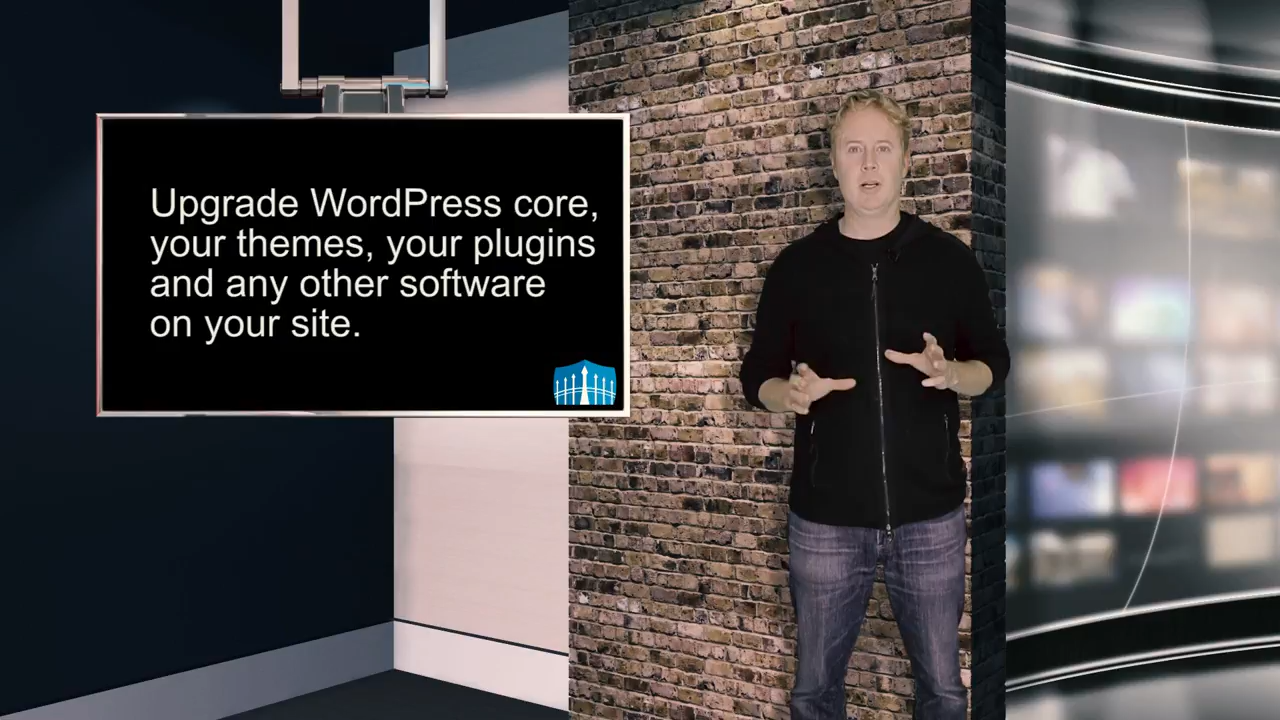 Upgrade WordPress core,
your themes, your plugins
and any other software
on your site.